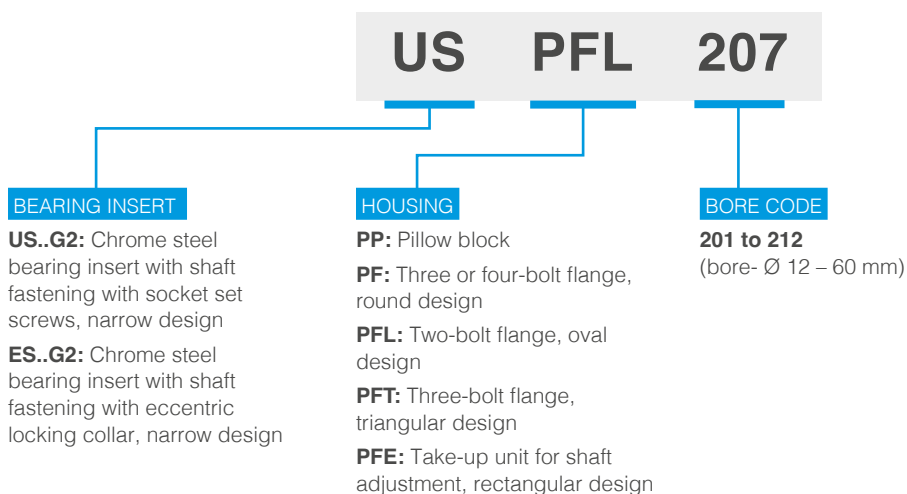 US PFL 207
BEARING INSERT
US..G2: Chrome steel
bearing insert with shaft
fastening with socket set
screws, narrow design
ES..G2: Chrome steel
bearing insert with shaft
fastening with eccentric
locking collar, narrow design
HOUSING
PP: Pillow block
PF: Three or four-bolt flange,
round design
PFL: Two-bolt flange, oval
design
PFT: Three-bolt flange,
triangular design
PFE: Take-up unit for shaft
adjustment, rectangular design
BORE CODE
201 to 212
(bore- Ø 12 – 60 mm)